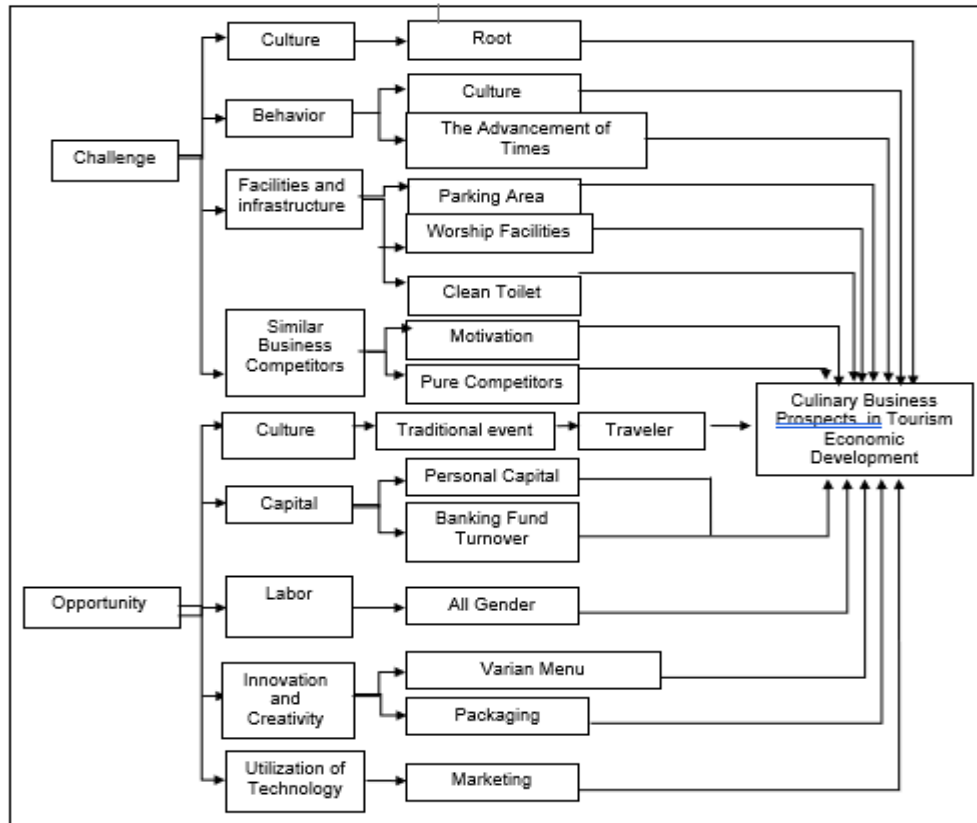 Culture
Root
Behavior
Culture
The Advancement of
Times
Challenge
Facilities and
infrastructure
Parking Area
Worship Facilities
Clean Toilet
Similar
Business
Competitors
Motivation
Pure Competitors
Culinary Business
Prospects in Tourism
Economic
Development
Culture
Traditional event
Traveler
Capital
Personal Capital
Banking Fund
Turnover
Opportunity
Labor
All Gender
Innovation
and
Creativity
Varian Menu
Packaging
Utilization of
Technology
Marketing